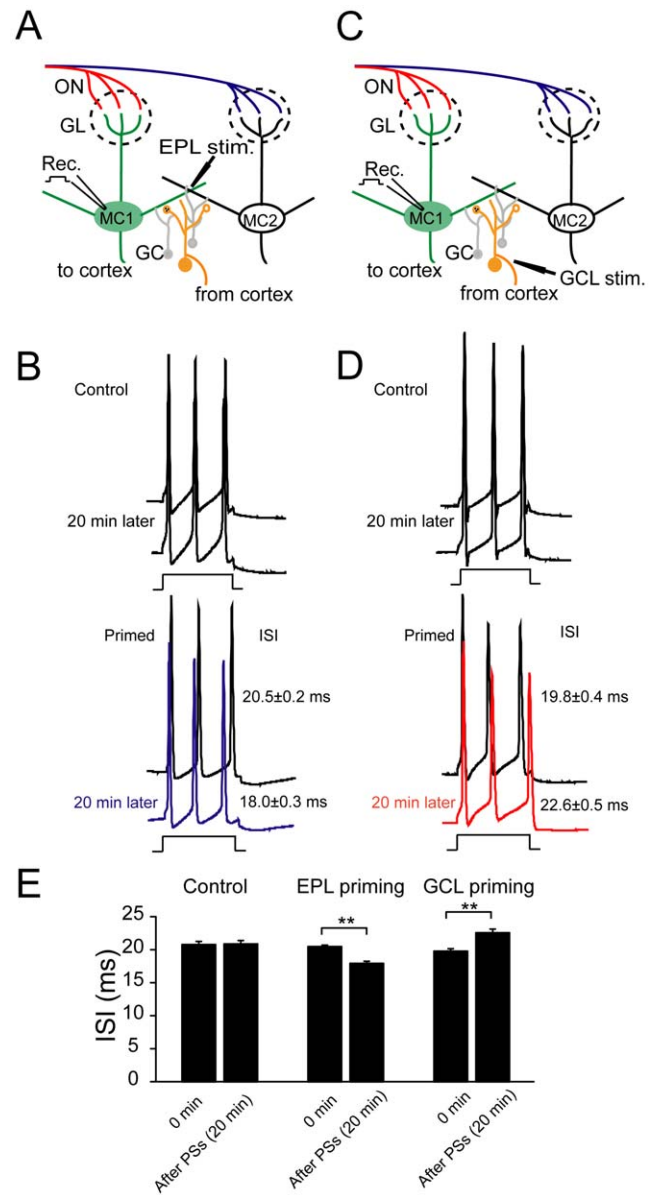 A
ON
GL
EPL stim.
Rec.
MC1
MC2
GC
to cortex
from cortex
C
ON
GL
Rec.
MC1
MC2
GC
to cortex
from cortex
GCL stim.
B
Control
20 min later
Primed
ISI
20.5±0.2 ms
20 min later
18.0±0.3 ms
D
Control
20 min later
Primed
ISI
19.8±0.4 ms
20 min later
22.6±0.5 ms
E
Control
EPL priming
GCL priming
**
**
ISI (ms)
25
20
15
10
5
0
0 min
After PSs (20 min)
0 min
After PSs (20 min)
0 min
After PSs (20 min)